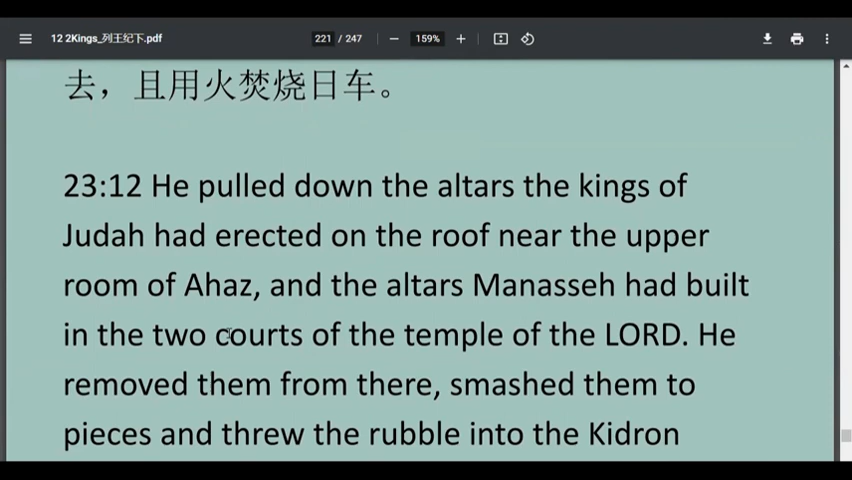 12 2Kings_列王纪下.pdf
221 / 247
159%
去，且用火焚烧日车。
23:12 He pulled down the altars the kings of
Judah had erected on the roof near the upper
room of Ahaz, and the altars Manasseh had built
in the two courts of the temple of the LORD. He
removed them from there, smashed them to
pieces and threw the rubble into the Kidron